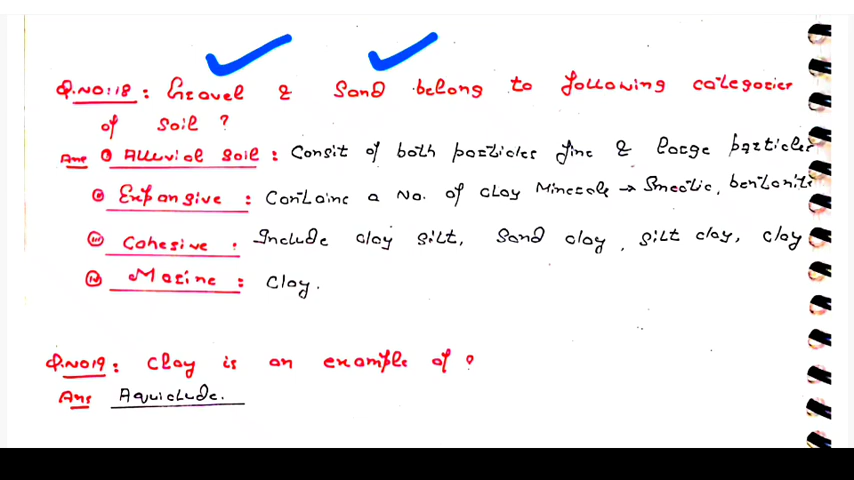 Q.NO:18 : Gravel & Sand belong to following categories
of soil ?
Ans ① Alluvial soil : Consit of both particles fine & large particles
② Expansive : Contains a No. of clay Minerals → Smectic, bentonite
③ Cohesive : Include clay silt, Sand clay, silt clay, clay
④ Marine : clay.
Q.NO19 : Clay is an example of ?
Ans Aquiclude.